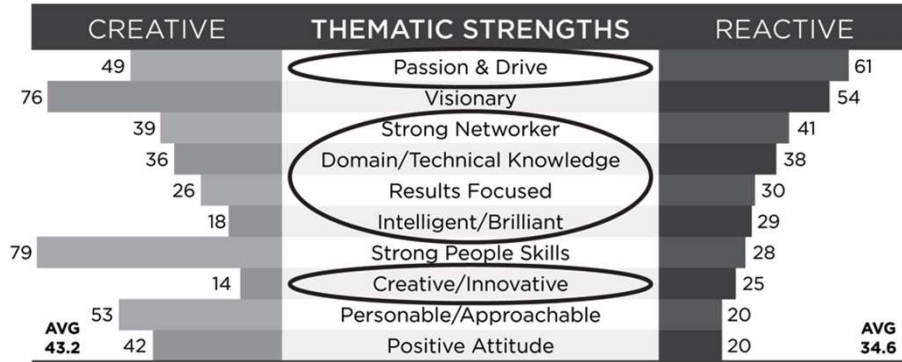 CREATIVE THEMATIC STRENGTHS REACTIVE
49 Passion & Drive 61
76 Visionary 54
39 Strong Networker 41
36 Domain/Technical Knowledge 38
26 Results Focused 30
18 Intelligent/Brilliant 29
79 Strong People Skills 28
14 Creative/Innovative 25
53 Personable/Approachable 20
AVG 43.2 42 Positive Attitude 20 AVG 34.6